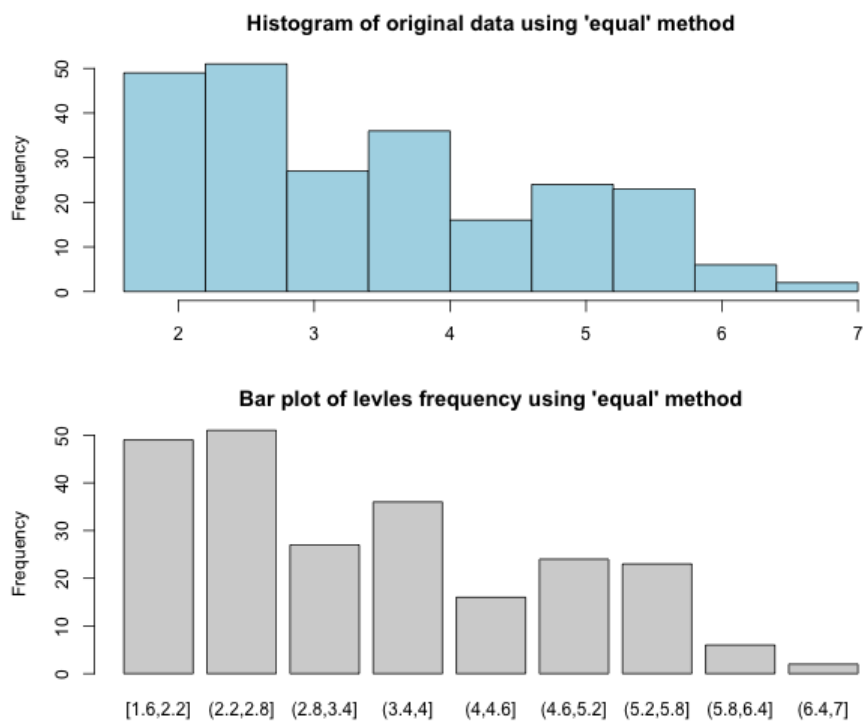 Histogram of original data using 'equal' method
Frequency
0 10 20 30 40 50
2 3 4 5 6 7
Bar plot of levles frequency using 'equal' method
Frequency
0 10 20 30 40 50
[1.6,2.2] (2.2,2.8] (2.8,3.4] (3.4,4] (4,4.6] (4.6,5.2] (5.2,5.8] (5.8,6.4] (6.4,7]